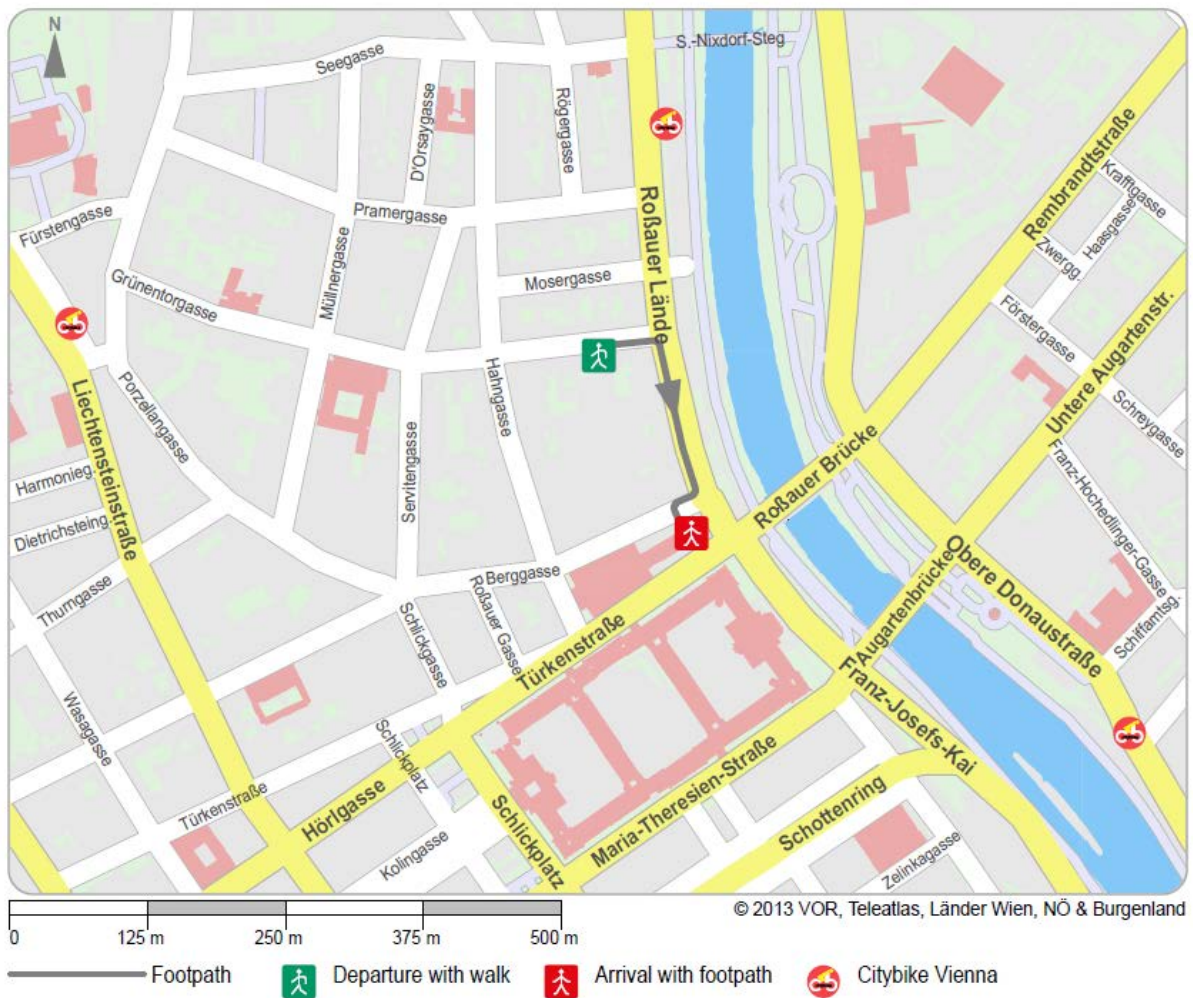 N
S.-Nixdorf-Steg
Seegasse
D'Orsaygasse
Rögergasse
Roßauer Lände
Rembrandtstraße
Krafftgasse
Haasgasse
Zwergg.
Fürstengasse
Pramergasse
Müllnergasse
Grünentorgasse
Mosergasse
Förstergasse
Untere Augartenstr.
Schreygasse
Liechtensteinstraße
Porzellangasse
Hahngasse
Servitengasse
Roßauer Brücke
Franz-Hochedlinger-Gasse
Harmonieg.
Dietrichsteing.
Thurngasse
Berggasse
Augartenbrücke
Obere Donaustraße
Schiffamtsg.
Schlickgasse
Roßauer Gasse
Türkenstraße
Franz-Josefs-Kai
Wasagasse
Schlickplatz
Türkenstraße
Hörlgasse
Schlickplatz
Maria-Theresien-Straße
Schottenring
Kolingasse
Zelinkagasse
© 2013 VOR, Teleatlas, Länder Wien, NÖ & Burgenland
0 125 m 250 m 375 m 500 m
Footpath Departure with walk Arrival with footpath Citybike Vienna